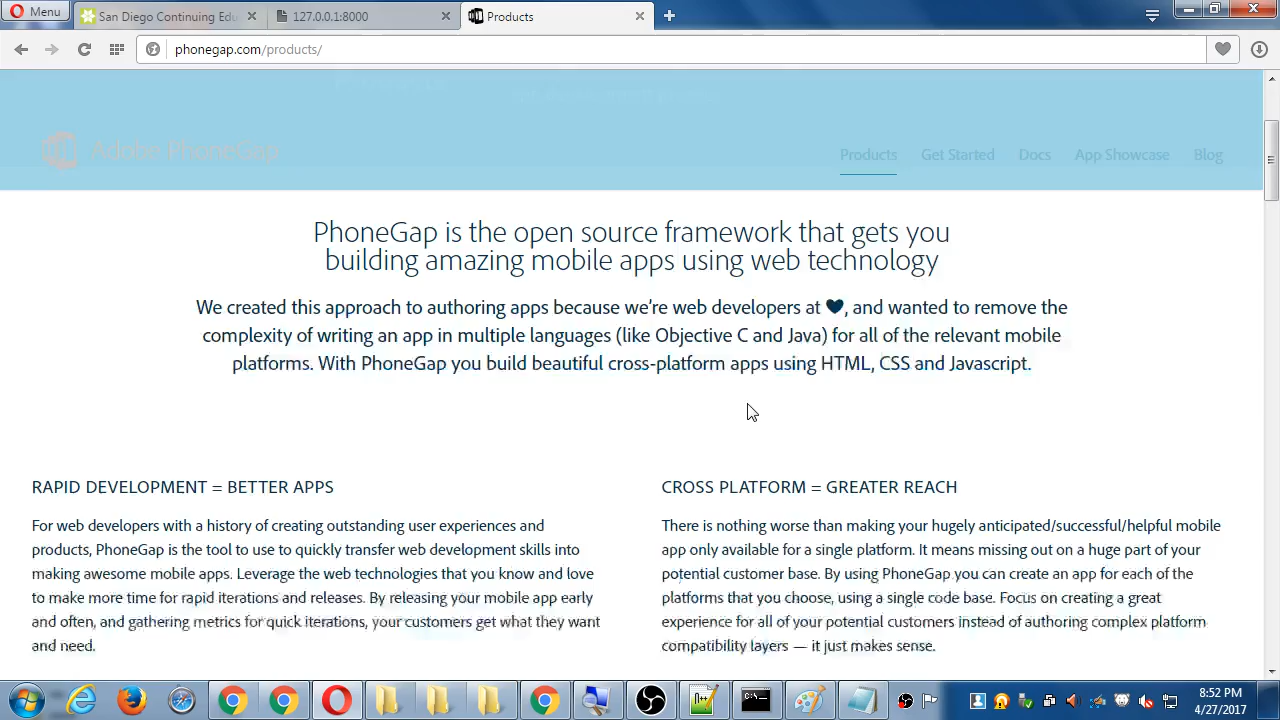 Menu
San Diego Continuing Edu
127.0.0.1:8000
Products
phonegap.com/products/
Adobe PhoneGap
Products
Get Started
Docs
App Showcase
Blog
PhoneGap is the open source framework that gets you
building amazing mobile apps using web technology
We created this approach to authoring apps because we're web developers at ♥, and wanted to remove the
complexity of writing an app in multiple languages (like Objective C and Java) for all of the relevant mobile
platforms. With PhoneGap you build beautiful cross-platform apps using HTML, CSS and Javascript.
RAPID DEVELOPMENT = BETTER APPS
For web developers with a history of creating outstanding user experiences and
products, PhoneGap is the tool to use to quickly transfer web development skills into
making awesome mobile apps. Leverage the web technologies that you know and love
to make more time for rapid iterations and releases. By releasing your mobile app early
and often, and gathering metrics for quick iterations, your customers get what they want
and need.
CROSS PLATFORM = GREATER REACH
There is nothing worse than making your hugely anticipated/successful/helpful mobile
app only available for a single platform. It means missing out on a huge part of your
potential customer base. By using PhoneGap you can create an app for each of the
platforms that you choose, using a single code base. Focus on creating a great
experience for all of your potential customers instead of authoring complex platform
compatibility layers — it just makes sense.
8:52 PM
4/27/2017